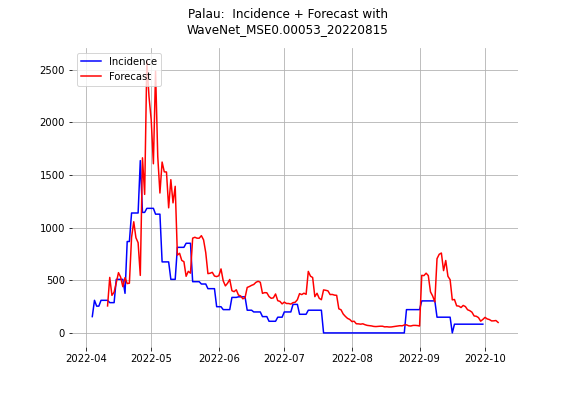 Palau:  Incidence + Forecast with
WaveNet_MSE0.00053_20220815
Incidence
Forecast
2500
2000
1500
1000
500
0
2022-04 2022-05 2022-06 2022-07 2022-08 2022-09 2022-10